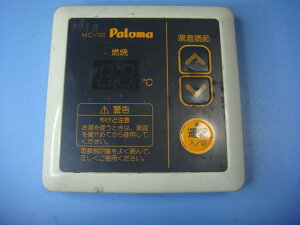 MC-100
Paloma
湯温調節
燃焼
℃
警告
やけど注意
お湯を使うときは、湯温
を確かめてから使用して
ください。
取扱説明書をよく読んで、
正しくご使用ください。
運転
入/切